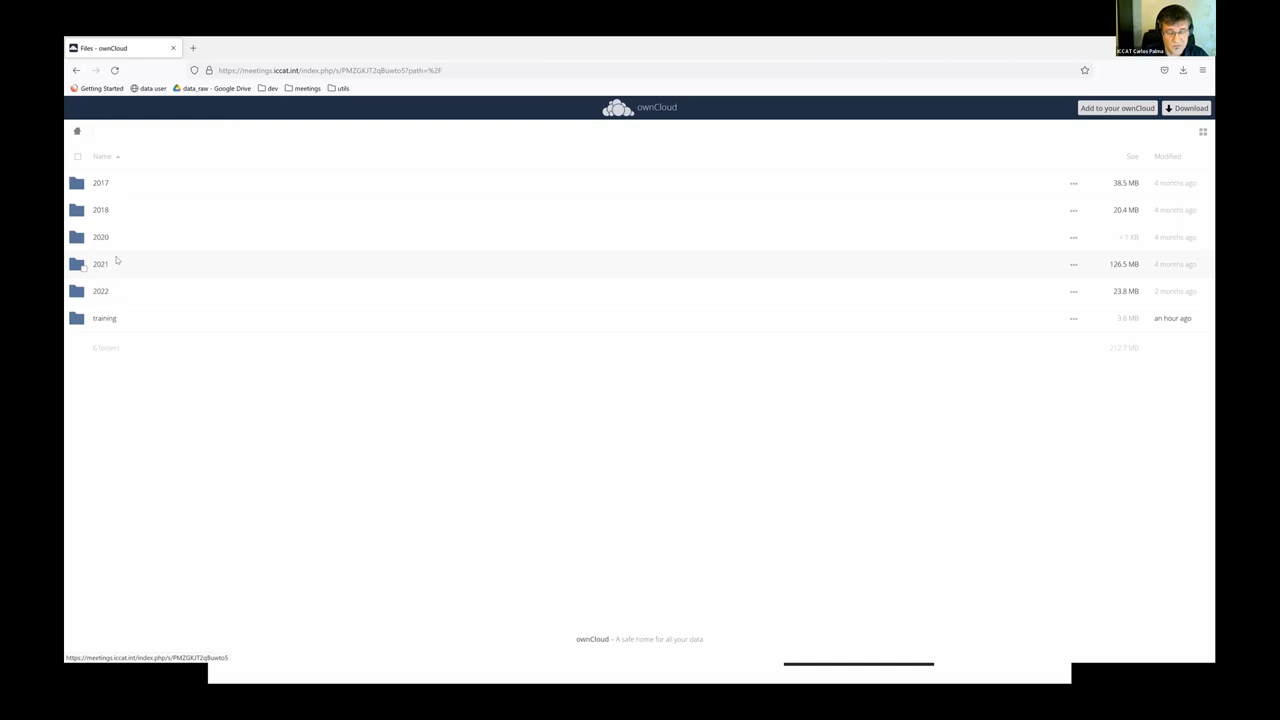 ICCAT Carlos Palma
Files - ownCloud
https://meetings.iccat.int/index.php/s/PMZGKJT2qBuwto5?path=%2F
Getting Started data user data_raw - Google Drive dev meetings utils
ownCloud
Add to your ownCloud Download
Name Size Modified
2017 38.5 MB 4 months ago
2018 20.4 MB 4 months ago
2020 < 1 KB 4 months ago
2021 126.5 MB 4 months ago
2022 23.8 MB 2 months ago
training 3.6 MB an hour ago
6 folders 212.7 MB
ownCloud – A safe home for all your data
https://meetings.iccat.int/index.php/s/PMZGKJT2qBuwto5